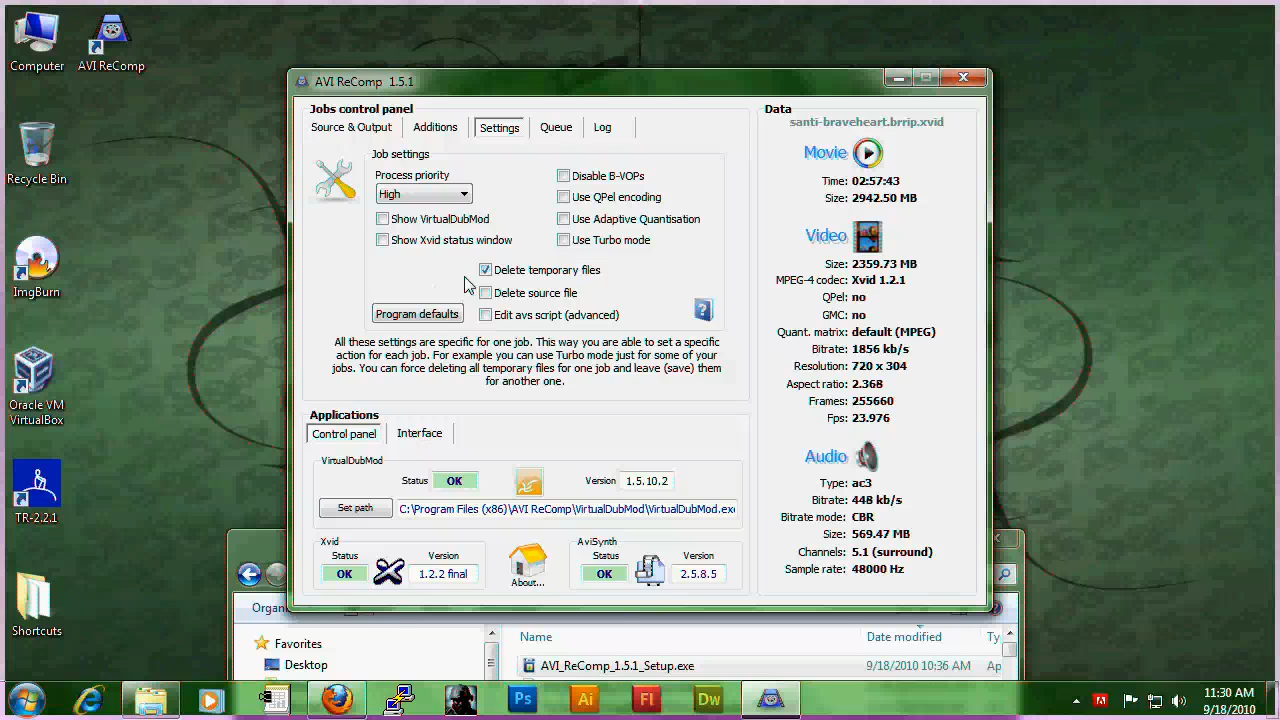 Computer
AVI ReComp
Recycle Bin
ImgBurn
Oracle VM
VirtualBox
TR-2.2.1
Shortcuts
AVI ReComp 1.5.1
Jobs control panel
Source & Output
Additions
Settings
Queue
Log
Job settings
Process priority
High
Show VirtualDubMod
Show Xvid status window
Disable B-VOPs
Use QPel encoding
Use Adaptive Quantisation
Use Turbo mode
Delete temporary files
Delete source file
Edit avs script (advanced)
Program defaults
All these settings are specific for one job. This way you are able to set a specific
action for each job. For example you can use Turbo mode just for some of your
jobs. You can force deleting all temporary files for one job and leave (save) them
for another one.
Applications
Control panel
Interface
VirtualDubMod
Status OK
Version 1.5.10.2
Set path
C:\Program Files (x86)\AVI ReComp\VirtualDubMod\VirtualDubMod.exe
Xvid
Status
OK
Version
1.2.2 final
About...
AviSynth
Status
OK
Version
2.5.8.5
Data
santi-braveheart.brrip.xvid
Movie
Time: 02:57:43
Size: 2942.50 MB
Video
Size: 2359.73 MB
MPEG-4 codec: Xvid 1.2.1
QPel: no
GMC: no
Quant. matrix: default (MPEG)
Bitrate: 1856 kb/s
Resolution: 720 x 304
Aspect ratio: 2.368
Frames: 255660
Fps: 23.976
Audio
Type: ac3
Bitrate: 448 kb/s
Bitrate mode: CBR
Size: 569.47 MB
Channels: 5.1 (surround)
Sample rate: 48000 Hz
Organ
Favorites
Desktop
Name
Date modified
Ty
AVI_ReComp_1.5.1_Setup.exe
9/18/2010 10:36 AM
Ap
Ps
Ai
Fl
Dw
11:30 AM
9/18/2010